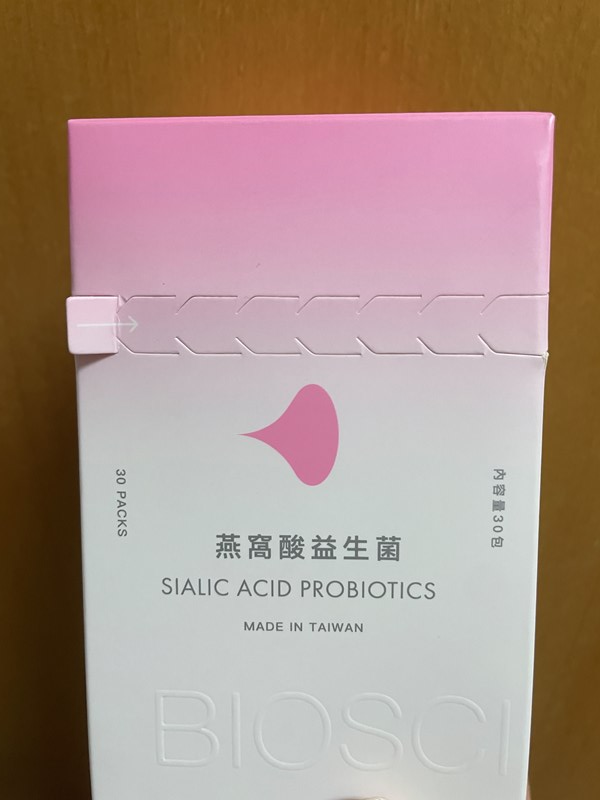 30 PACKS
內容量30包
燕窩酸益生菌
SIALIC ACID PROBIOTICS
MADE IN TAIWAN
BIOSCI